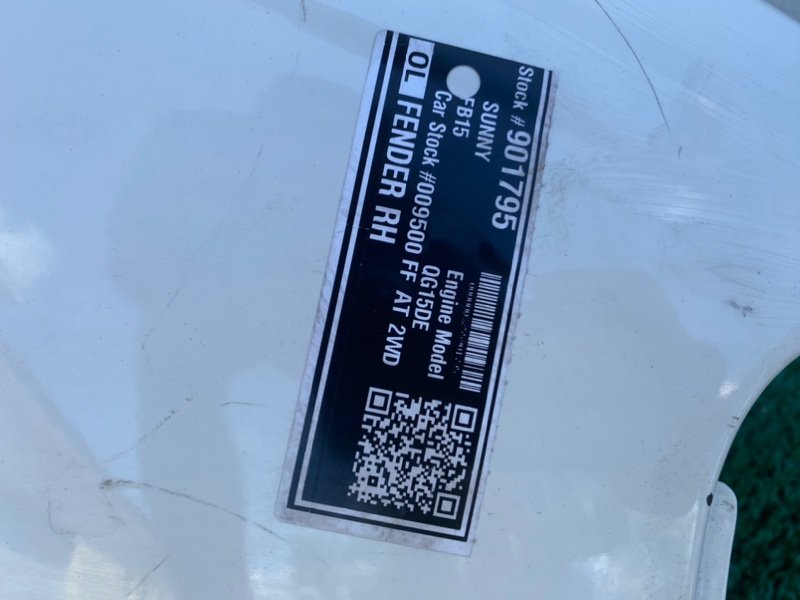 Stock # 901795
SUNNY
FB15
Engine Model
Car Stock #009500
QG15DE
FF AT 2WD
OL FENDER RH